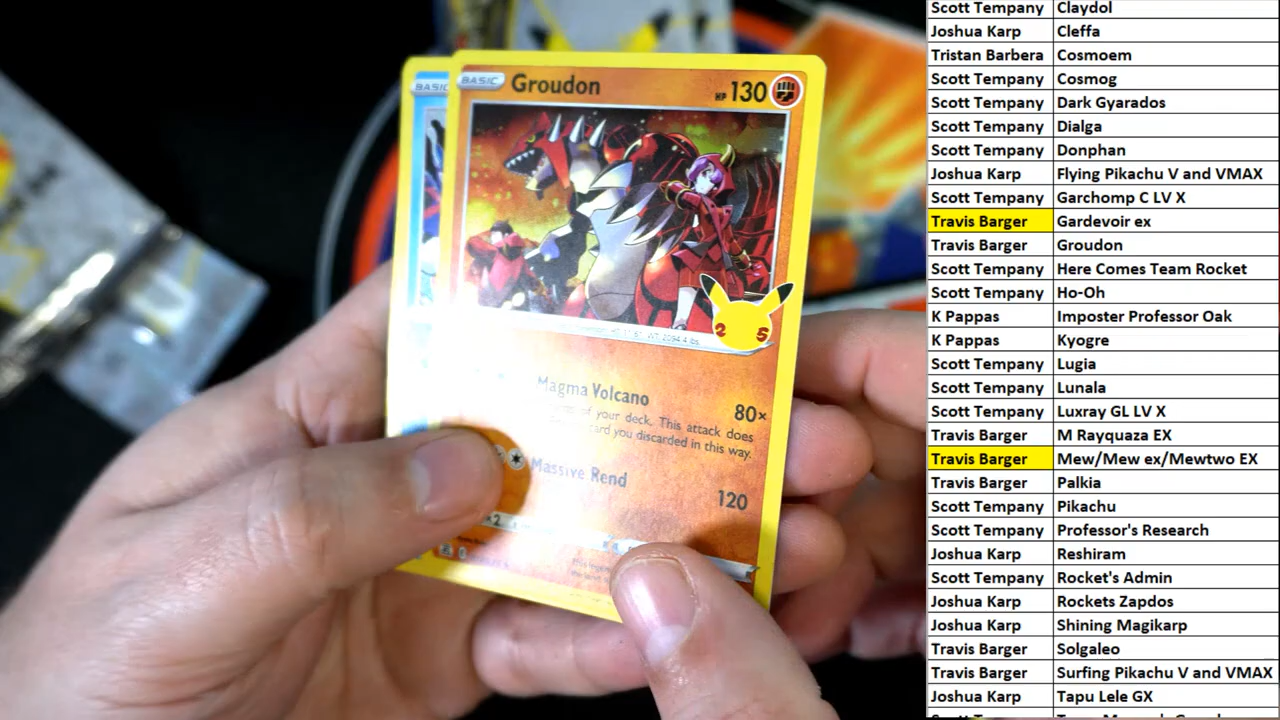 BASIC
BASIC Groudon HP 130
25
Magma Volcano 80×
of your deck. This attack does
card you discarded in this way.
Massive Rend 120
×2
Scott Tempany Claydol
Joshua Karp Cleffa
Tristan Barbera Cosmoem
Scott Tempany Cosmog
Scott Tempany Dark Gyarados
Scott Tempany Dialga
Scott Tempany Donphan
Joshua Karp Flying Pikachu V and VMAX
Scott Tempany Garchomp C LV X
Travis Barger Gardevoir ex
Travis Barger Groudon
Scott Tempany Here Comes Team Rocket
Scott Tempany Ho-Oh
K Pappas Imposter Professor Oak
K Pappas Kyogre
Scott Tempany Lugia
Scott Tempany Lunala
Scott Tempany Luxray GL LV X
Travis Barger M Rayquaza EX
Travis Barger Mew/Mew ex/Mewtwo EX
Travis Barger Palkia
Scott Tempany Pikachu
Scott Tempany Professor's Research
Joshua Karp Reshiram
Scott Tempany Rocket's Admin
Joshua Karp Rockets Zapdos
Joshua Karp Shining Magikarp
Travis Barger Solgaleo
Travis Barger Surfing Pikachu V and VMAX
Joshua Karp Tapu Lele GX